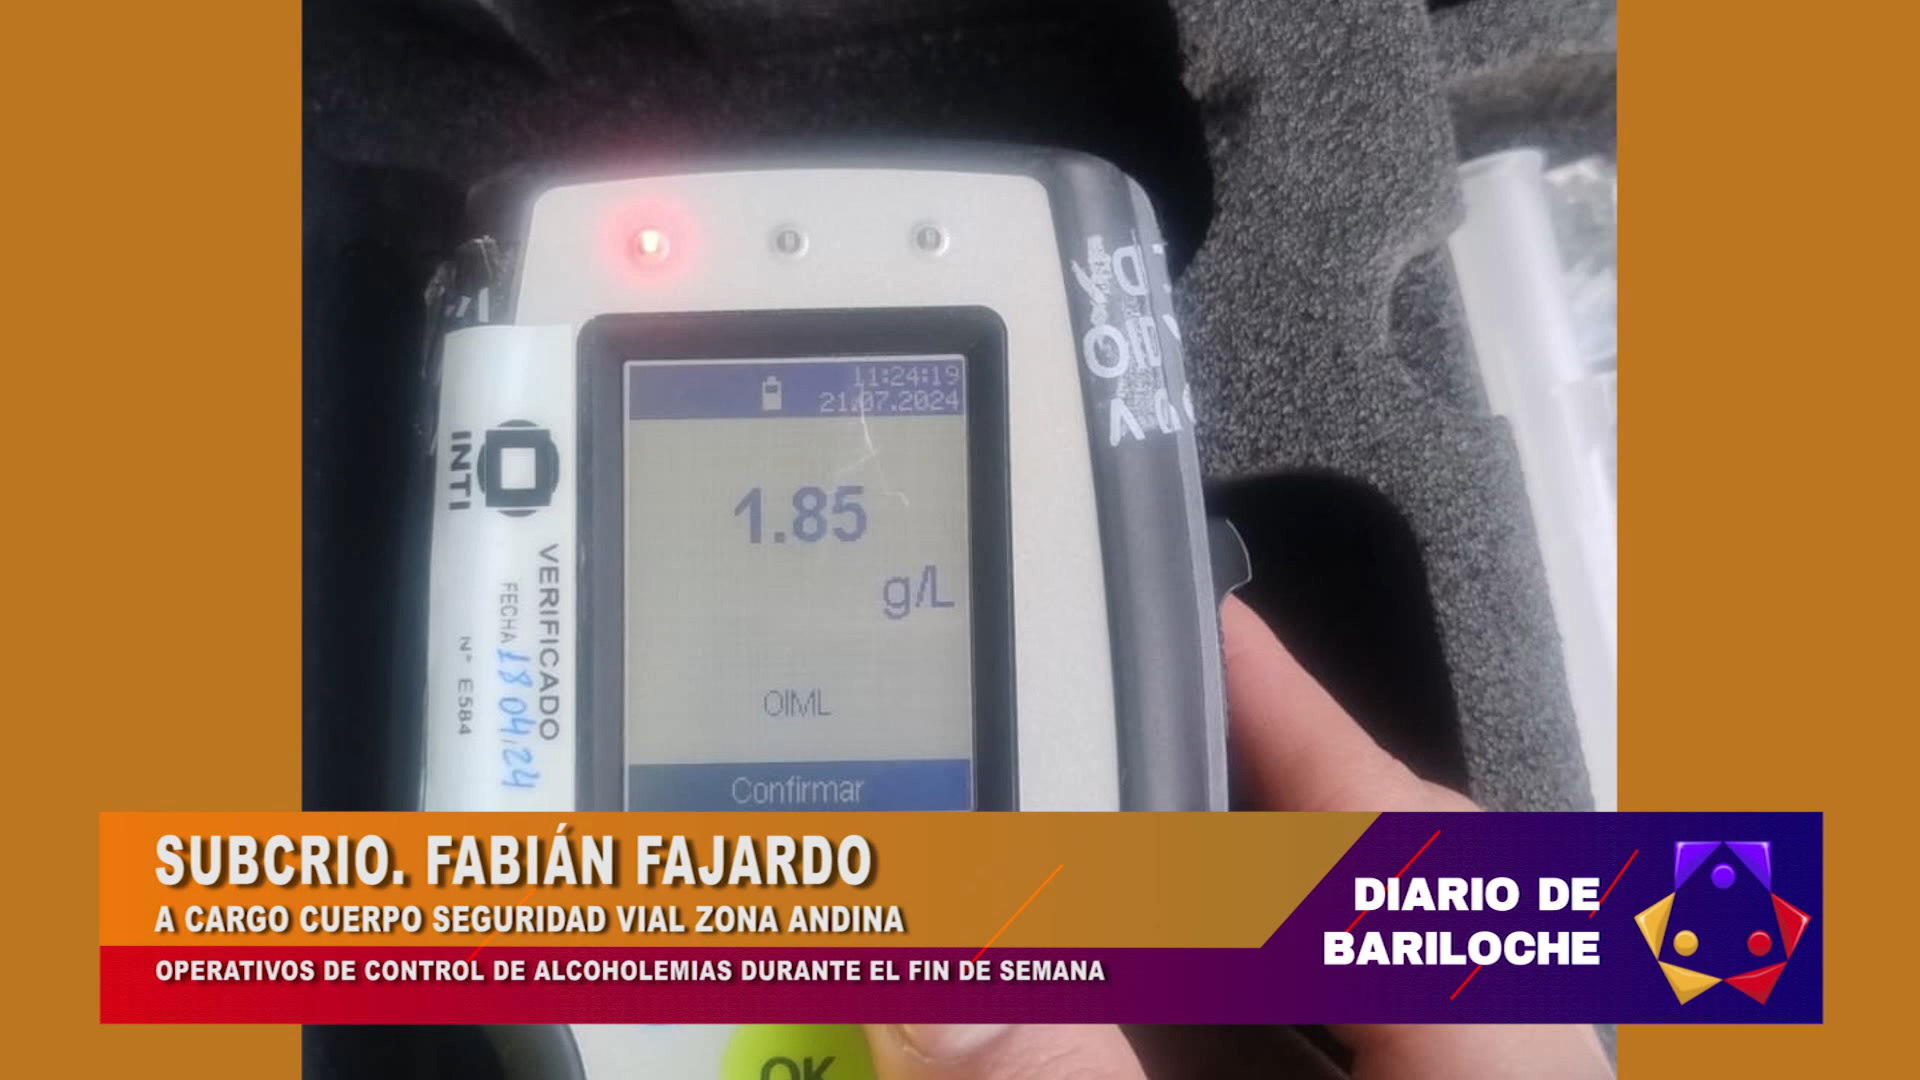 11:24:19
21.07.2024
1.85
g/L
OIML
Confirmar
INTI
VERIFICADO
FECHA 18 04 24
N° E584
OK
SUBCRIO. FABIÁN FAJARDO
A CARGO CUERPO SEGURIDAD VIAL ZONA ANDINA
OPERATIVOS DE CONTROL DE ALCOHOLEMIAS DURANTE EL FIN DE SEMANA
DIARIO DE
BARILOCHE